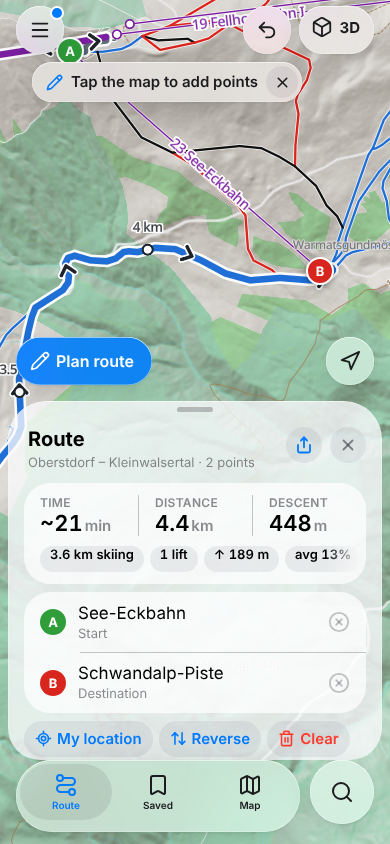 19 Fellho
3D
A
Tap the map to add points
23 See-Eckbahn
4 km
Warmatsgundmös
B
3.5
Plan route
Route
Oberstdorf – Kleinwalsertal · 2 points
TIME
DISTANCE
DESCENT
~21 min
4.4 km
448 m
3.6 km skiing
1 lift
↑ 189 m
avg 13%
A
See-Eckbahn
Start
B
Schwandalp-Piste
Destination
My location
Reverse
Clear
Route
Saved
Map